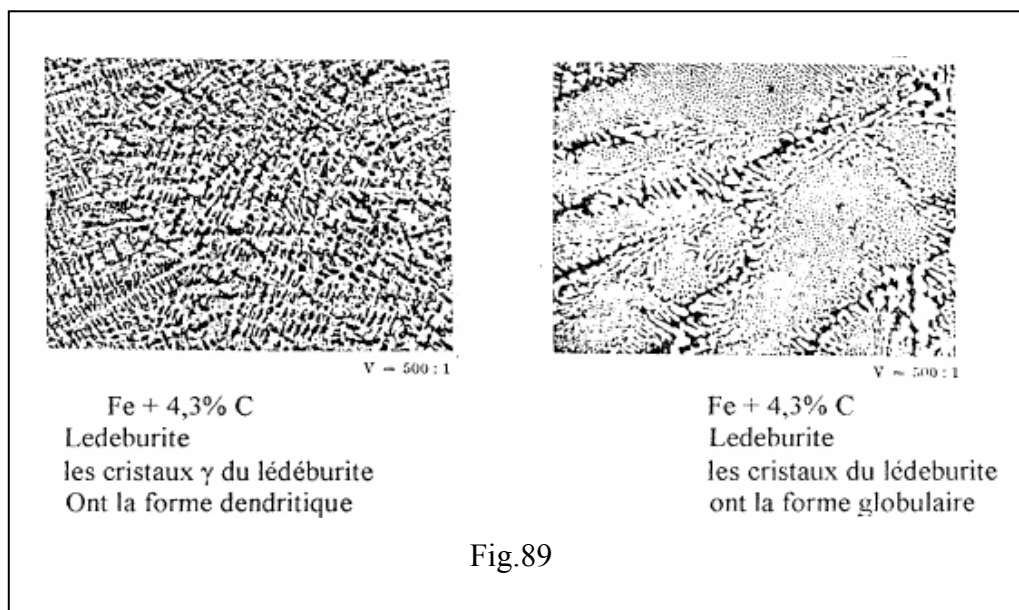 V = 500 : 1
Fe + 4,3% C
Ledeburite
les cristaux γ du lédéburite
Ont la forme dendritique
V = 500 : 1
Fe + 4,3% C
Ledeburite
les cristaux du lédeburite
ont la forme globulaire
Fig.89